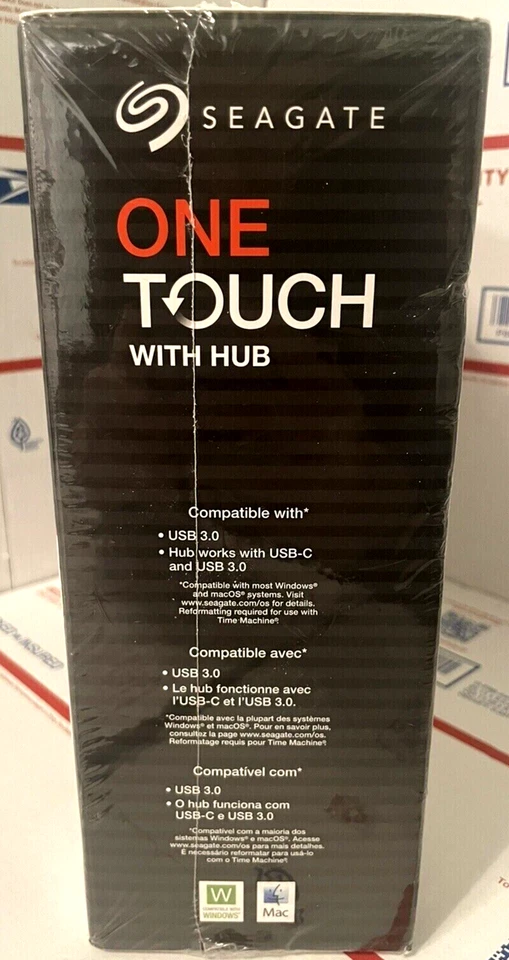 SEAGATE
ONE
TOUCH
WITH HUB
Compatible with*
• USB 3.0
• Hub works with USB-C
and USB 3.0
*Compatible with most Windows®
and macOS® systems. Visit
www.seagate.com/os for details.
Reformatting required for use with
Time Machine®.
Compatible avec*
• USB 3.0
• Le hub fonctionne avec
l'USB-C et l'USB 3.0.
*Compatible avec la plupart des systèmes
Windows® et macOS®. Pour en savoir plus,
consultez la page www.seagate.com/os.
Reformatage requis pour Time Machine®.
Compatível com*
• USB 3.0
• O hub funciona com
USB-C e USB 3.0
*Compatível com a maioria dos
sistemas Windows® e macOS®. Acesse
www.seagate.com/os para mais detalhes.
É necessário reformatar para usá-lo
com o Time Machine®.
W
COMPATIBLE WITH
WINDOWS®
Mac